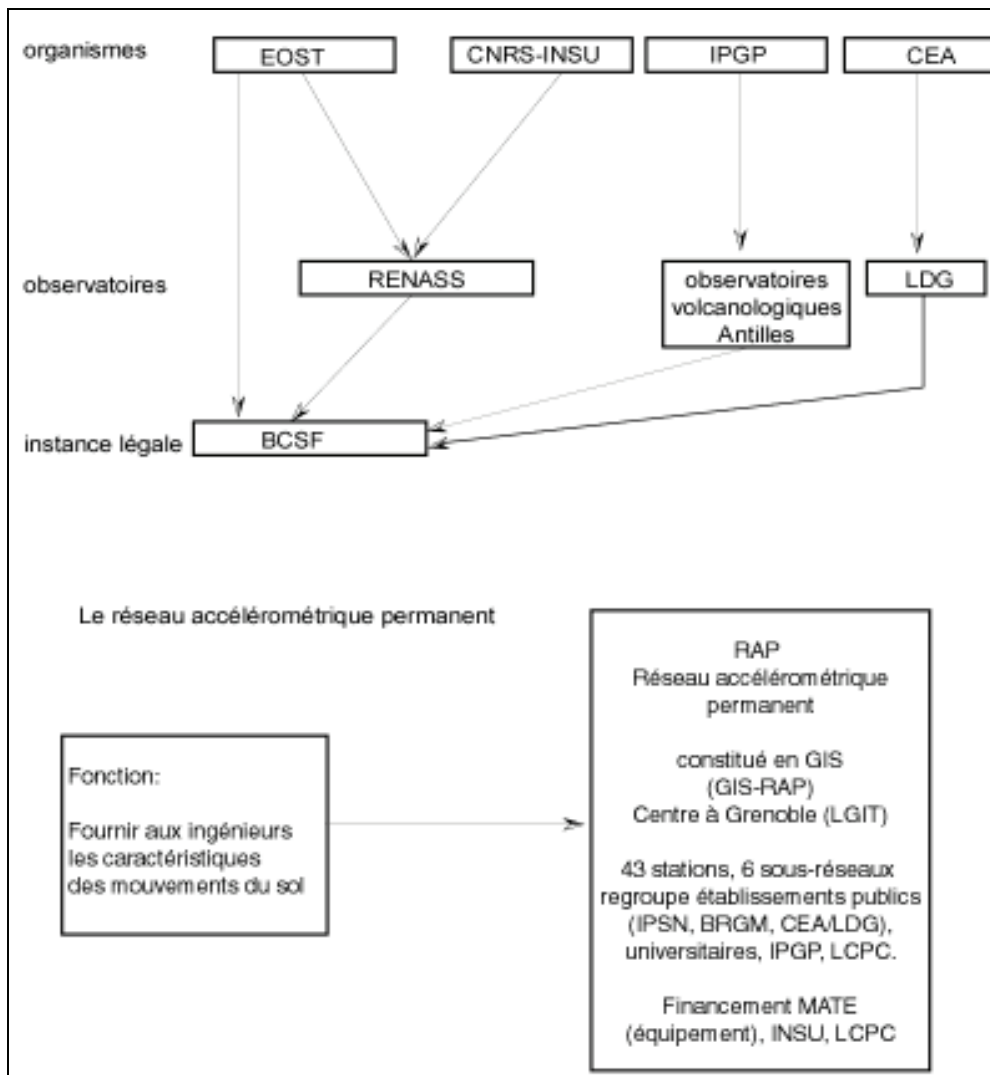 organismes
EOST
CNRS-INSU
IPGP
CEA
observatoires
RENASS
observatoires
volcanologiques
Antilles
LDG
instance légale
BCSF
Le réseau accélérométrique permanent
Fonction:
Fournir aux ingénieurs
les caractéristiques
des mouvements du sol
RAP
Réseau accélérométrique
permanent
constitué en GIS
(GIS-RAP)
Centre à Grenoble (LGIT)
43 stations, 6 sous-réseaux
regroupe établissements publics
(IPSN, BRGM, CEA/LDG),
universitaires, IPGP, LCPC.
Financement MATE
(équipement), INSU, LCPC